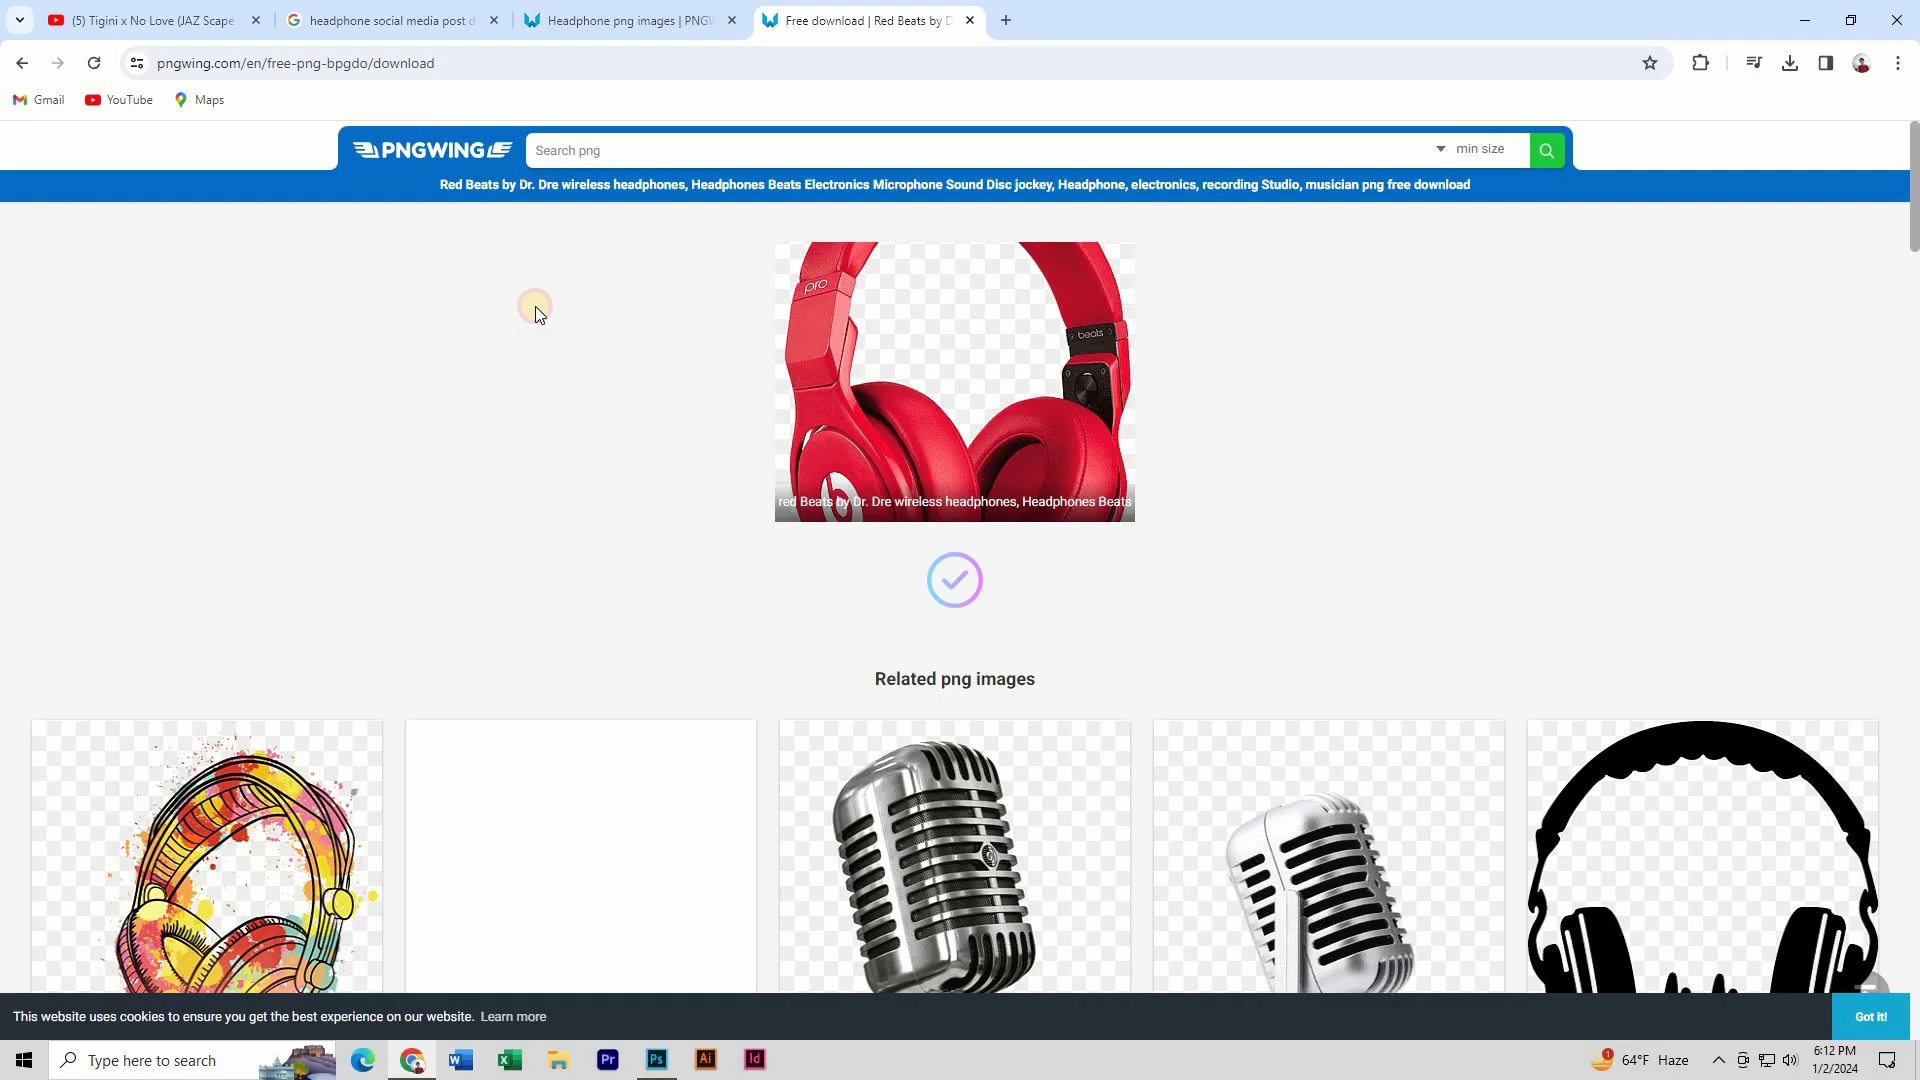 (5) Tigini x No Love (JAZ Scape
headphone social media post d
Headphone png images | PNGW
Free download | Red Beats by D
pngwing.com/en/free-png-bpgdo/download
Gmail
YouTube
Maps
PNGWING
Search png
min size
Red Beats by Dr. Dre wireless headphones, Headphones Beats Electronics Microphone Sound Disc jockey, Headphone, electronics, recording Studio, musician png free download
pro
beats
red Beats by Dr. Dre wireless headphones, Headphones Beats
Related png images
This website uses cookies to ensure you get the best experience on our website. Learn more
Got it!
Type here to search
Pr
Ps
Ai
Id
1
64°F Haze
6:12 PM
1/2/2024